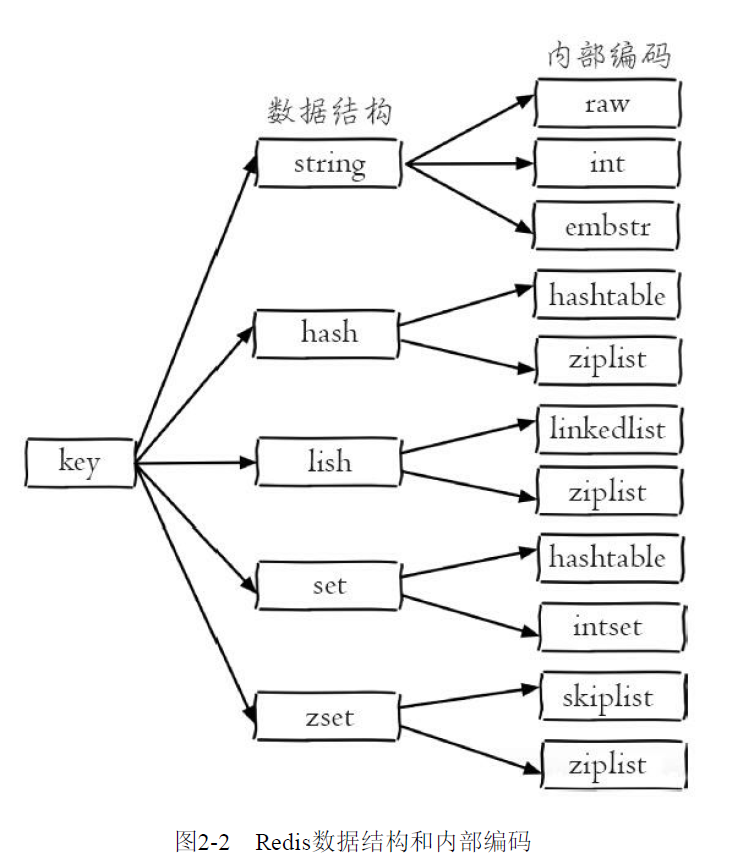 内部编码
数据结构
raw
string
int
embstr
hashtable
hash
ziplist
linkedlist
key
lish
ziplist
hashtable
set
intset
skiplist
zset
ziplist
图2-2 Redis数据结构和内部编码